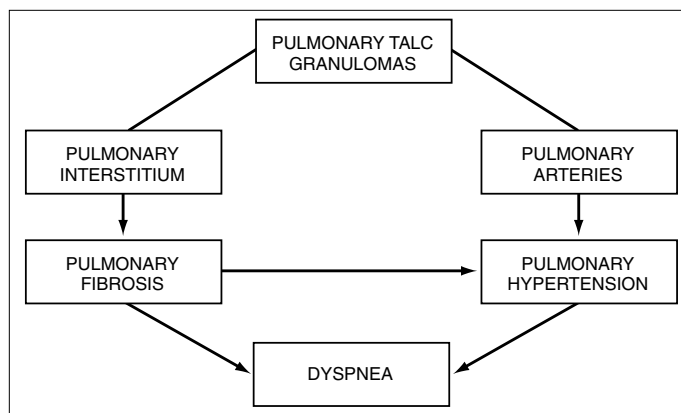 PULMONARY TALC
GRANULOMAS
PULMONARY
INTERSTITIUM
PULMONARY
ARTERIES
PULMONARY
FIBROSIS
PULMONARY
HYPERTENSION
DYSPNEA